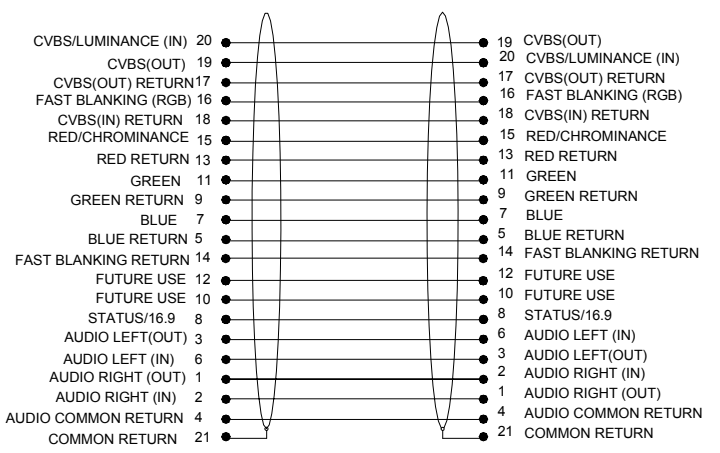 CVBS/LUMINANCE (IN) 20 19 CVBS(OUT)
CVBS(OUT) 19 20 CVBS/LUMINANCE (IN)
CVBS(OUT) RETURN 17 17 CVBS(OUT) RETURN
FAST BLANKING (RGB) 16 16 FAST BLANKING (RGB)
CVBS(IN) RETURN 18 18 CVBS(IN) RETURN
RED/CHROMINANCE 15 15 RED/CHROMINANCE
RED RETURN 13 13 RED RETURN
GREEN 11 11 GREEN
GREEN RETURN 9 9 GREEN RETURN
BLUE 7 7 BLUE
BLUE RETURN 5 5 BLUE RETURN
FAST BLANKING RETURN 14 14 FAST BLANKING RETURN
FUTURE USE 12 12 FUTURE USE
FUTURE USE 10 10 FUTURE USE
STATUS/16.9 8 8 STATUS/16.9
AUDIO LEFT(OUT) 3 6 AUDIO LEFT (IN)
AUDIO LEFT (IN) 6 3 AUDIO LEFT(OUT)
AUDIO RIGHT (OUT) 1 2 AUDIO RIGHT (IN)
AUDIO RIGHT (IN) 2 1 AUDIO RIGHT (OUT)
AUDIO COMMON RETURN 4 4 AUDIO COMMON RETURN
COMMON RETURN 21 21 COMMON RETURN